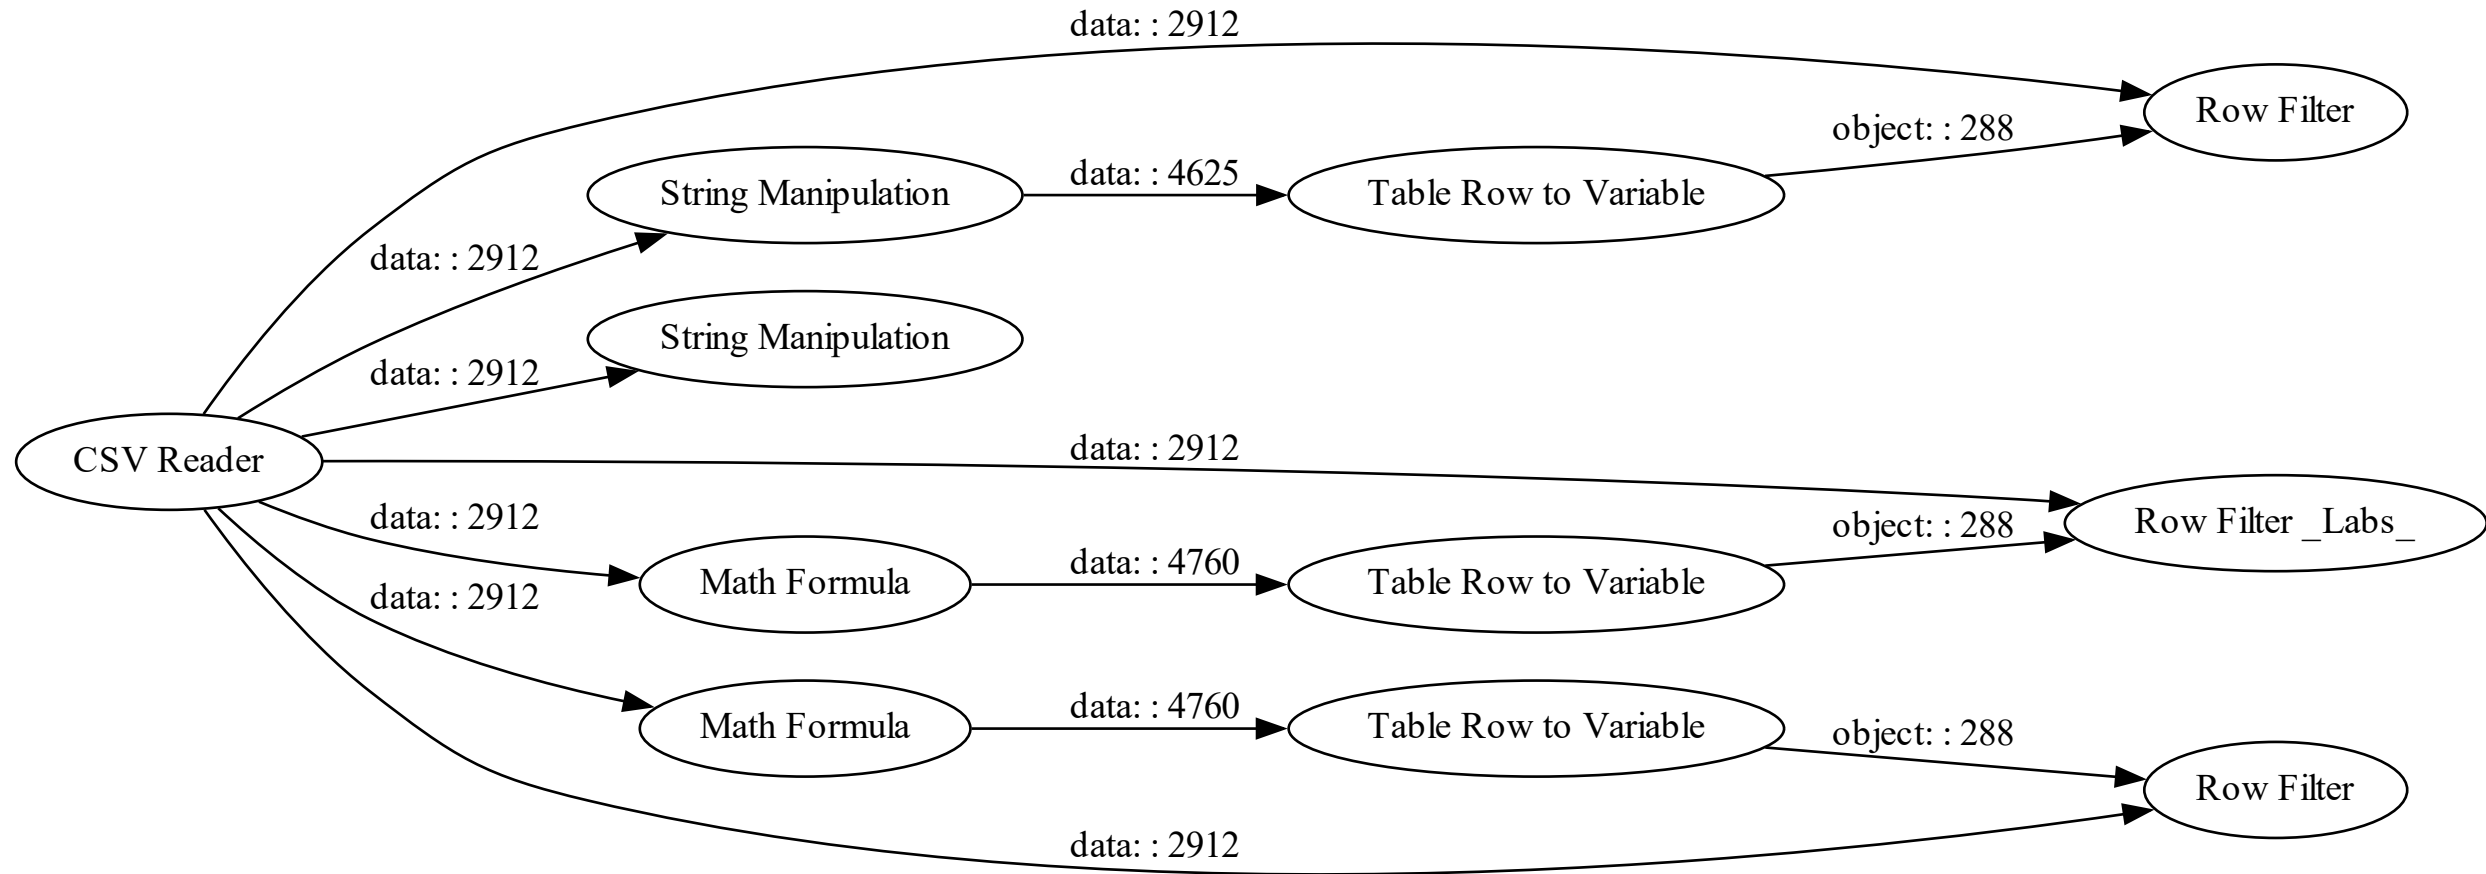 data: : 2912
Row Filter
object: : 288
String Manipulation
data: : 4625
Table Row to Variable
data: : 2912
String Manipulation
data: : 2912
CSV Reader
data: : 2912
Row Filter _Labs_
object: : 288
data: : 2912
Math Formula
data: : 4760
Table Row to Variable
data: : 2912
Math Formula
data: : 4760
Table Row to Variable
object: : 288
Row Filter
data: : 2912